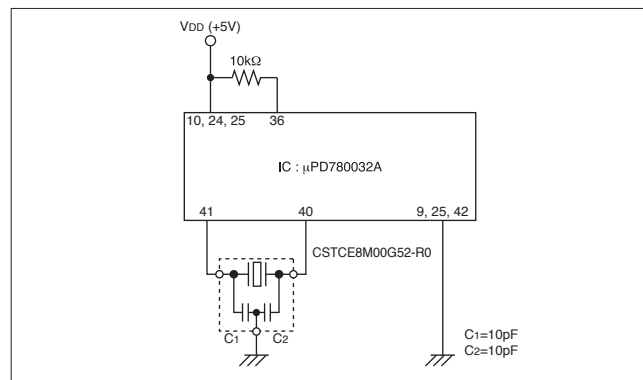 VDD (+5V)
10kΩ
10, 24, 25 36
IC : µPD780032A
41 40 9, 25, 42
CSTCE8M00G52-R0
C1 C2
C1=10pF
C2=10pF